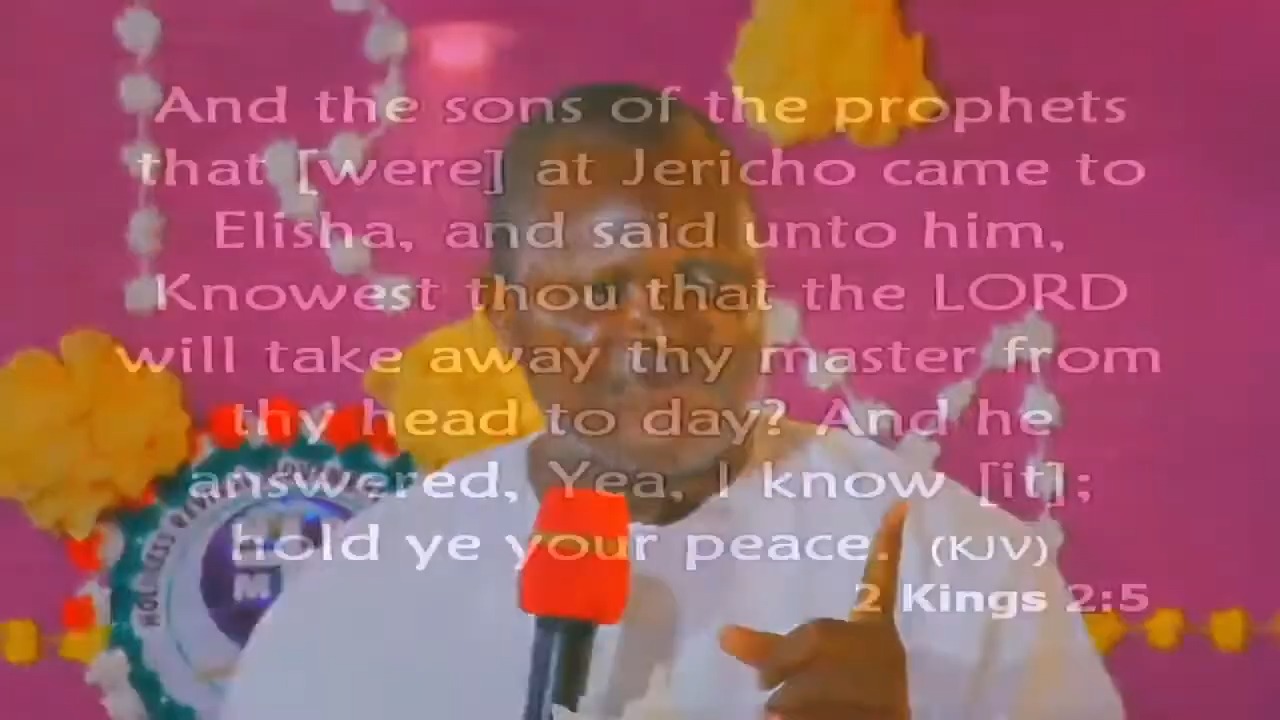 And the sons of the prophets
that [were] at Jericho came to
Elisha, and said unto him,
Knowest thou that the LORD
will take away thy master from
thy head to day? And he
answered, Yea, I know [it];
hold ye your peace. (KJV)
2 Kings 2:5
HOLINESS REVIVAL